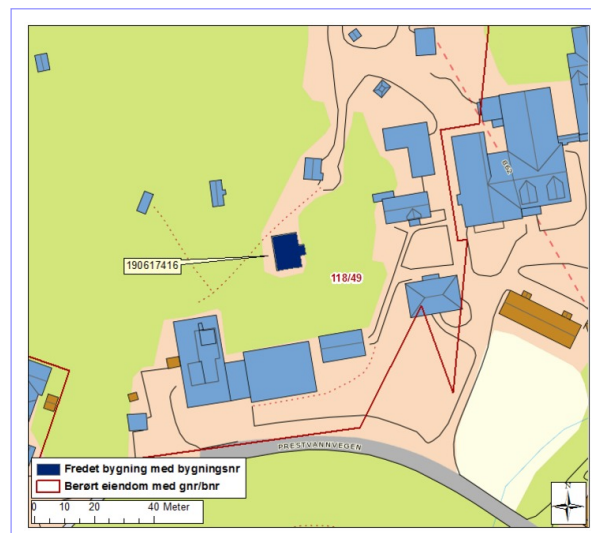 190617416
118/49
PRESTVANNVEGEN
Fredet bygning med bygningsnr
Berørt eiendom med gnr/bnr
0 10 20 40 Meter
N